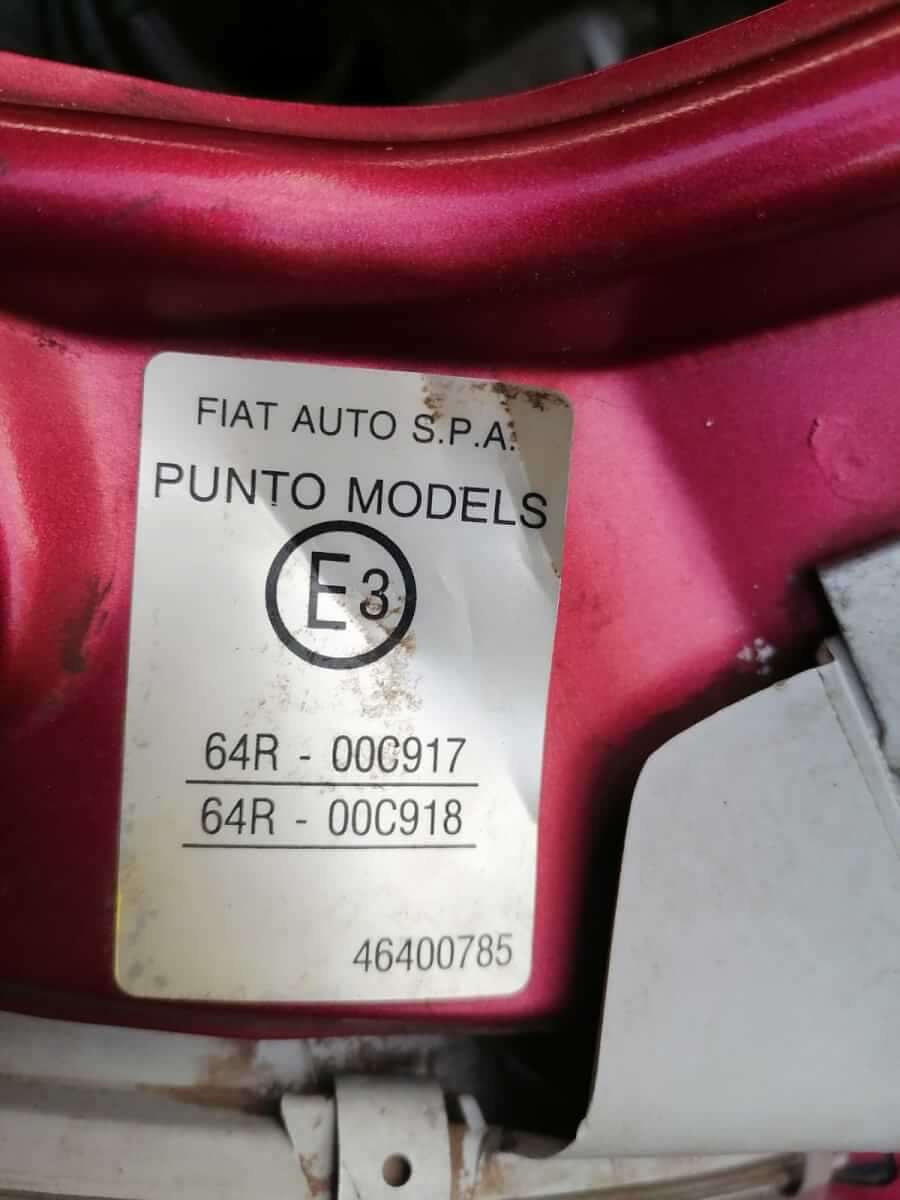 FIAT AUTO S.P.A.
PUNTO MODELS
E3
64R - 00C917
64R - 00C918
46400785